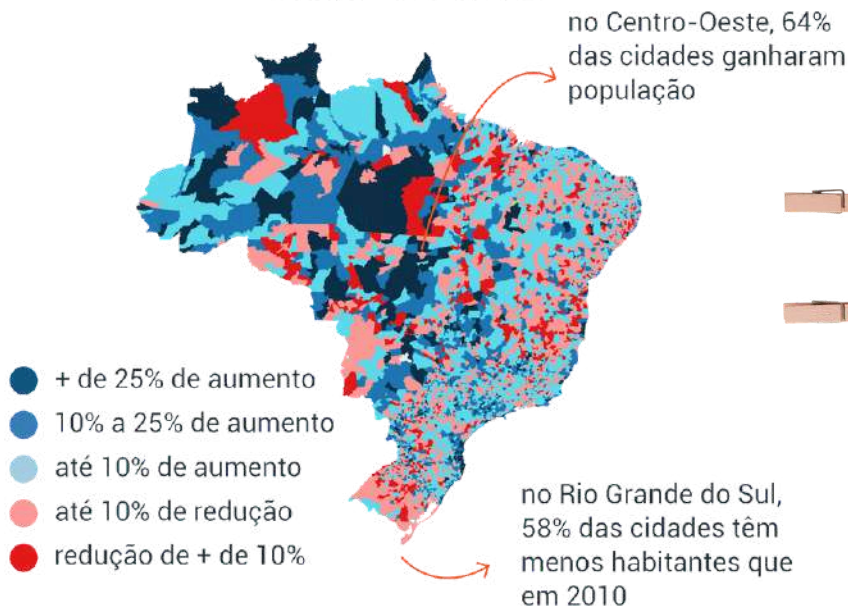 no Centro-Oeste, 64%
das cidades ganharam
população
+ de 25% de aumento
10% a 25% de aumento
até 10% de aumento
até 10% de redução
redução de + de 10%
no Rio Grande do Sul,
58% das cidades têm
menos habitantes que
em 2010